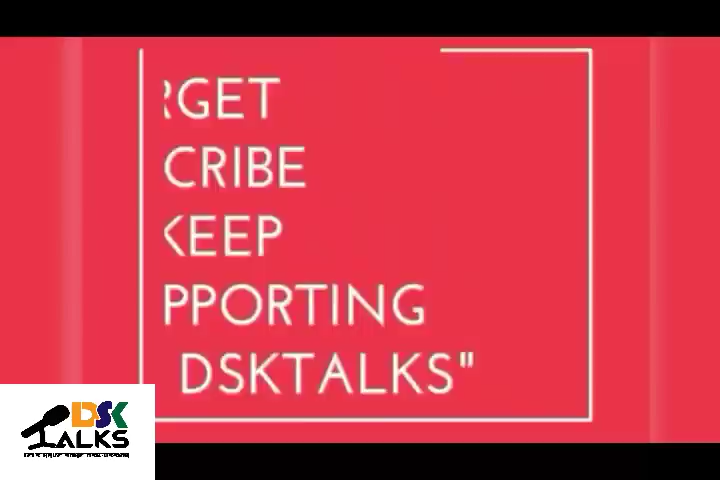 RGET
CRIBE
KEEP
PPORTING
DSKTALKS"
DSK
TALKS